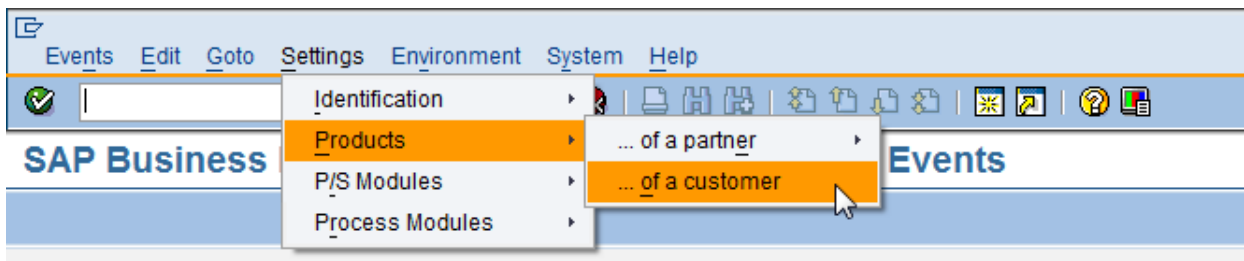 Events Edit Goto Settings Environment System Help
Identification
Products
... of a partner
SAP Business Events
P/S Modules
... of a customer
Process Modules